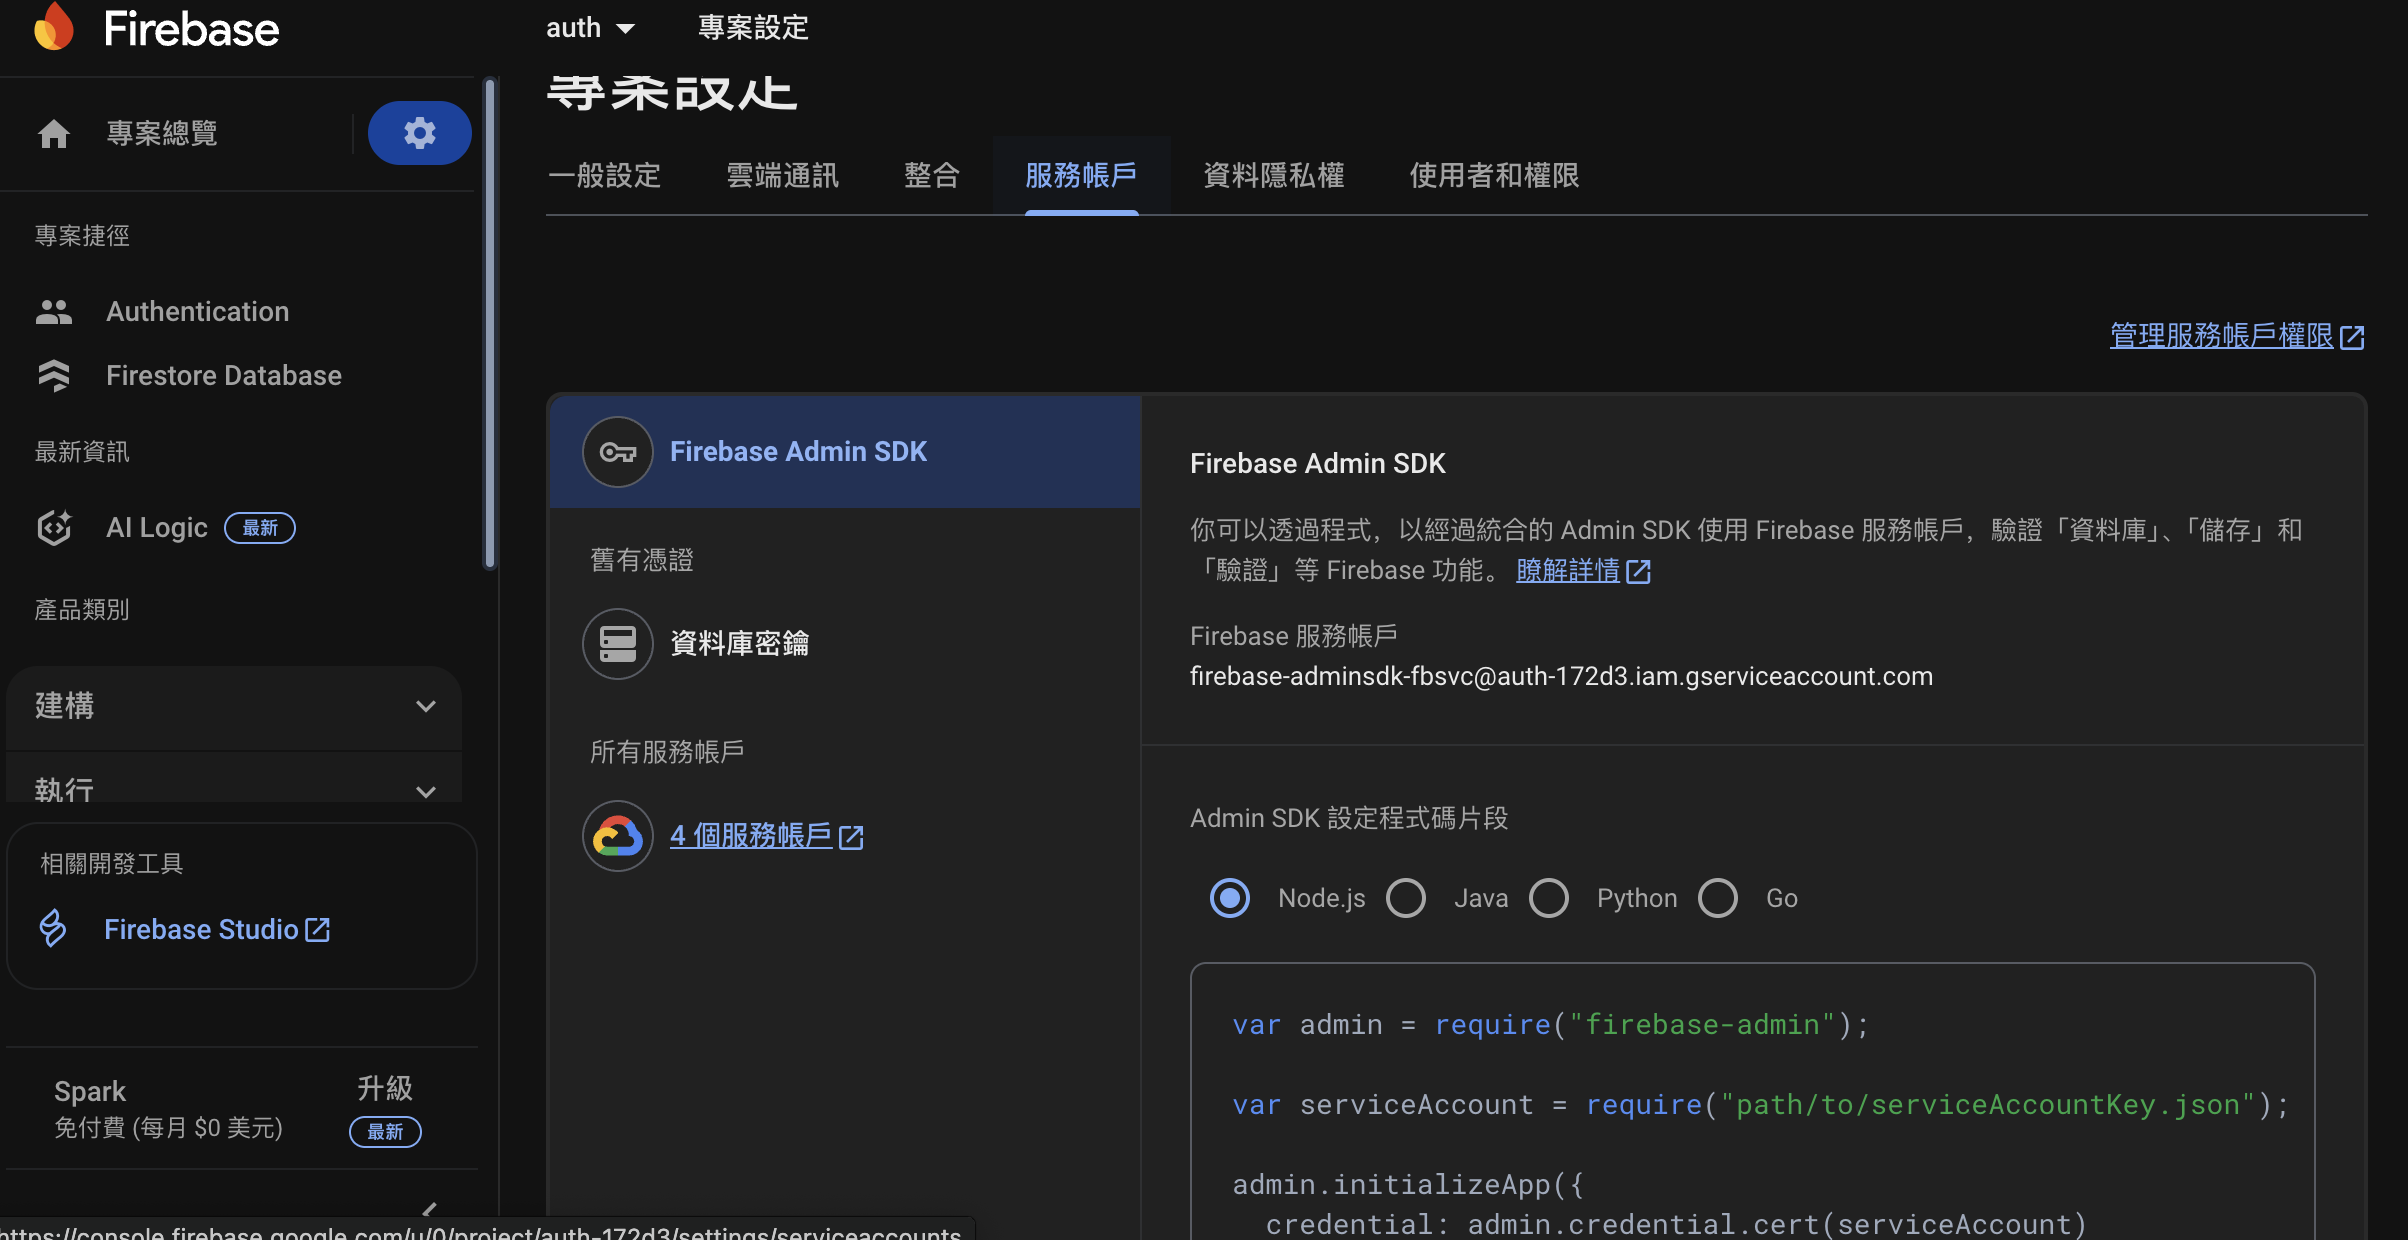 Firebase
auth
專案設定
專案設定
專案總覽
一般設定
雲端通訊
整合
服務帳戶
資料隱私權
使用者和權限
專案捷徑
Authentication
Firestore Database
最新資訊
AI Logic
最新
產品類別
建構
執行
相關開發工具
Firebase Studio
Spark
免付費 (每月 $0 美元)
升級
最新
管理服務帳戶權限
Firebase Admin SDK
舊有憑證
資料庫密鑰
所有服務帳戶
4 個服務帳戶
Firebase Admin SDK
你可以透過程式，以經過統合的 Admin SDK 使用 Firebase 服務帳戶，驗證「資料庫」、「儲存」和
「驗證」等 Firebase 功能。 瞭解詳情
Firebase 服務帳戶
firebase-adminsdk-fbsvc@auth-172d3.iam.gserviceaccount.com
Admin SDK 設定程式碼片段
Node.js
Java
Python
Go
var admin = require("firebase-admin");
var serviceAccount = require("path/to/serviceAccountKey.json");
admin.initializeApp({
credential: admin.credential.cert(serviceAccount)
https://console.firebase.google.com/u/0/project/auth-172d3/settings/serviceaccounts